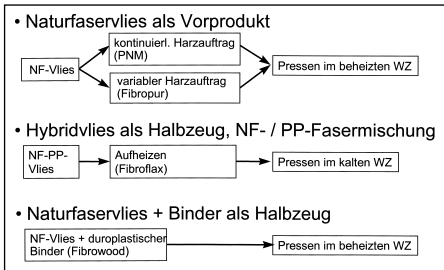 • Naturfaservlies als Vorprodukt
kontinuierl. Harzauftrag
(PNM)
NF-Vlies
Pressen im beheizten WZ
variabler Harzauftrag
(Fibropur)
• Hybridvlies als Halbzeug, NF- / PP-Fasermischung
NF-PP-
Vlies
Aufheizen
(Fibroflax)
Pressen im kalten WZ
• Naturfaservlies + Binder als Halbzeug
NF-Vlies + duroplastischer
Binder (Fibrowood)
Pressen im beheizten WZ